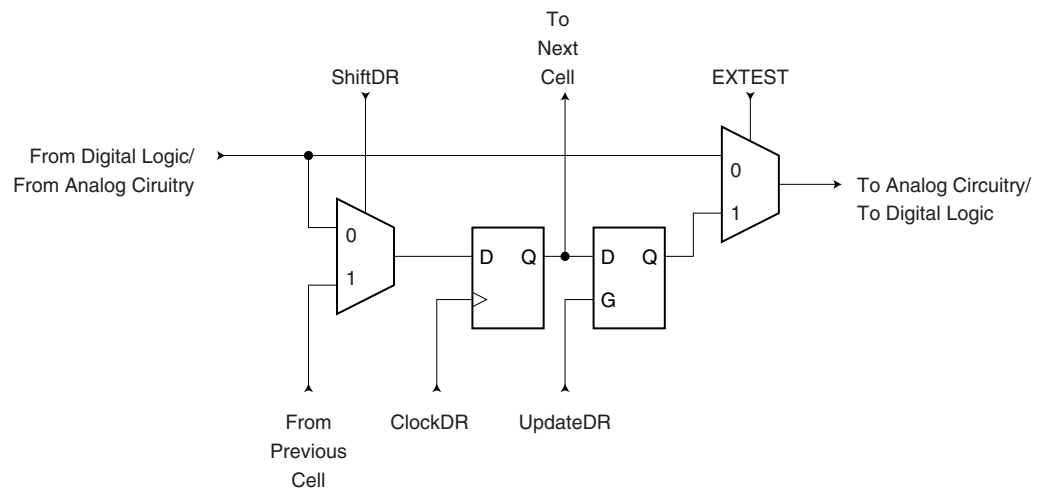 To
Next
Cell
ShiftDR
EXTEST
From Digital Logic/
From Analog Ciruitry
0
1
To Analog Circuitry/
To Digital Logic
0
1
D Q
D Q
G
From
Previous
Cell
ClockDR
UpdateDR